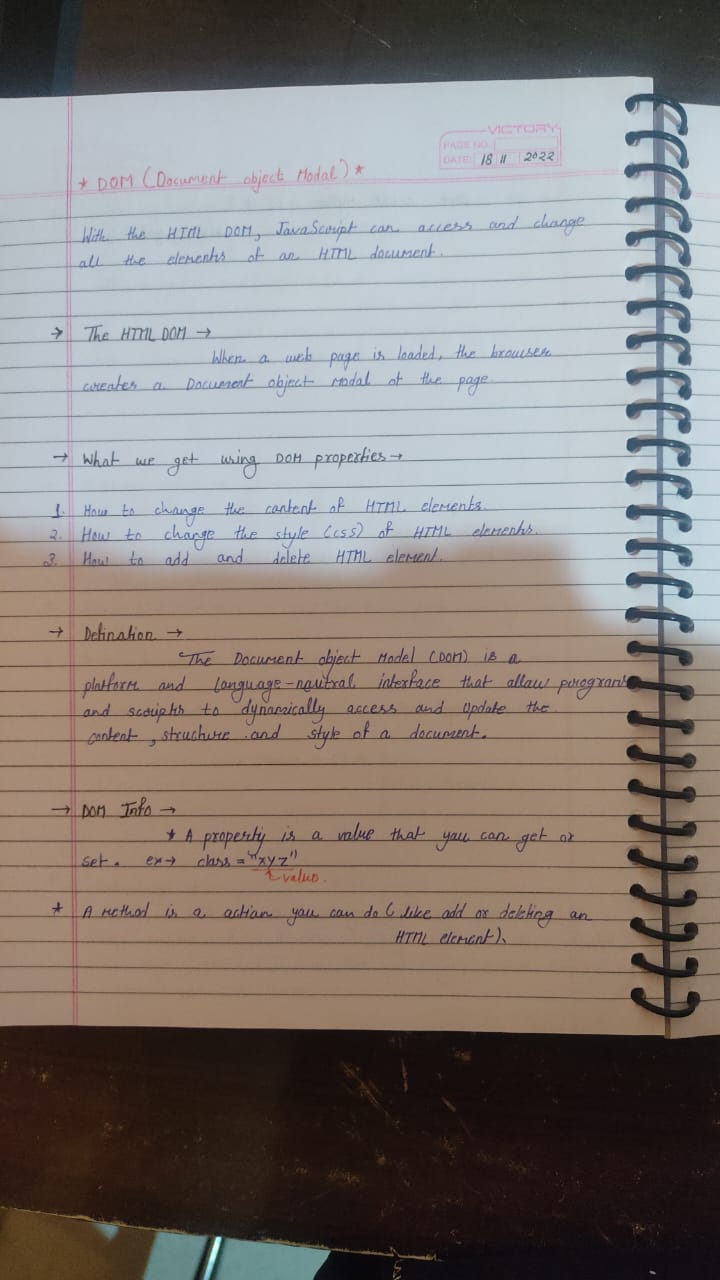 VICTORY
PAGE NO.
DATE: 18 11 2022
* DOM (Document object Modal) *
With the HTML DOM, JavaScript can access and change
all the elements of an HTML document.
→ The HTML DOM →
When a web page is loaded, the browser
creates a Document object Modal of the page
→ What we get using DOM properties →
1. How to change the content of HTML elements.
2. How to change the style (css) of HTML elements.
3. How to add and delete HTML element.
→ Defination →
The Document object Model (DOM) is a
platform and language-nautral interface that allow programs
and scripts to dynamically access and update the
content, structure and style of a document.
→ DOM Info →
* A property is a value that you can get or
set. ex→ class = "xyz"
value.
* A method is a action you can do (like add or deleting an
HTML element).